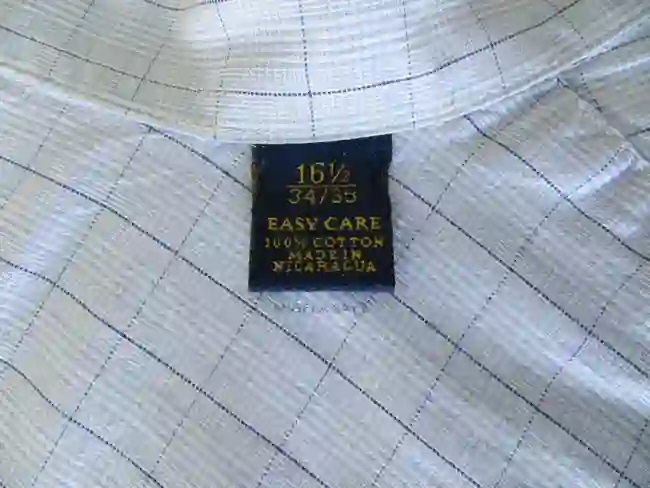 16½
34/35
EASY CARE
100% COTTON
MADE IN
NICARAGUA